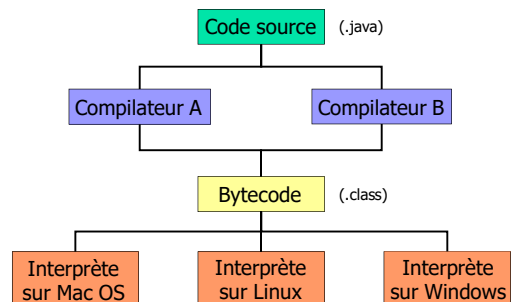 Code source (.java)
Compilateur A
Compilateur B
Bytecode (.class)
Interprète
sur Mac OS
Interprète
sur Linux
Interprète
sur Windows